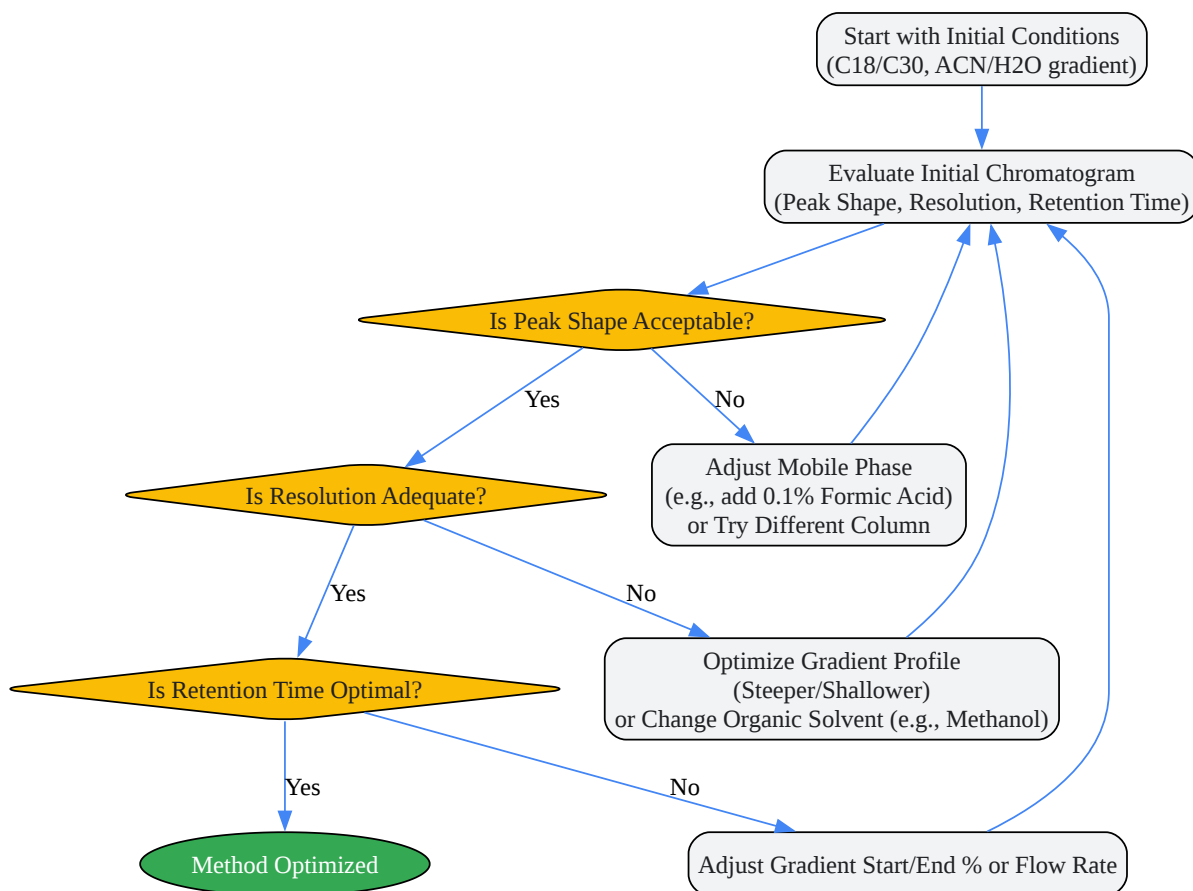 Start with Initial Conditions
(C18/C30, ACN/H2O gradient)
Evaluate Initial Chromatogram
(Peak Shape, Resolution, Retention Time)
Is Peak Shape Acceptable?
Yes
No
Adjust Mobile Phase
(e.g., add 0.1% Formic Acid)
or Try Different Column
Is Resolution Adequate?
Yes
No
Optimize Gradient Profile
(Steeper/Shallower)
or Change Organic Solvent (e.g., Methanol)
Is Retention Time Optimal?
Yes
No
Method Optimized
Adjust Gradient Start/End % or Flow Rate